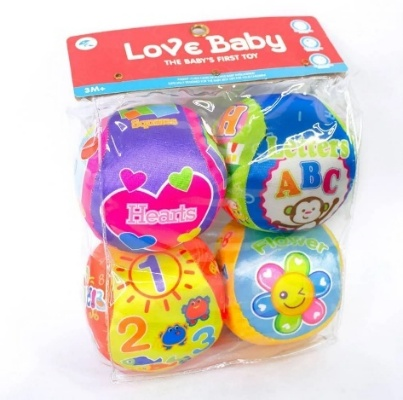 Love Baby
THE BABY'S FIRST TOY
3M+
Squares
Hearts
H
Letters
ABC
1
2
3
Flower